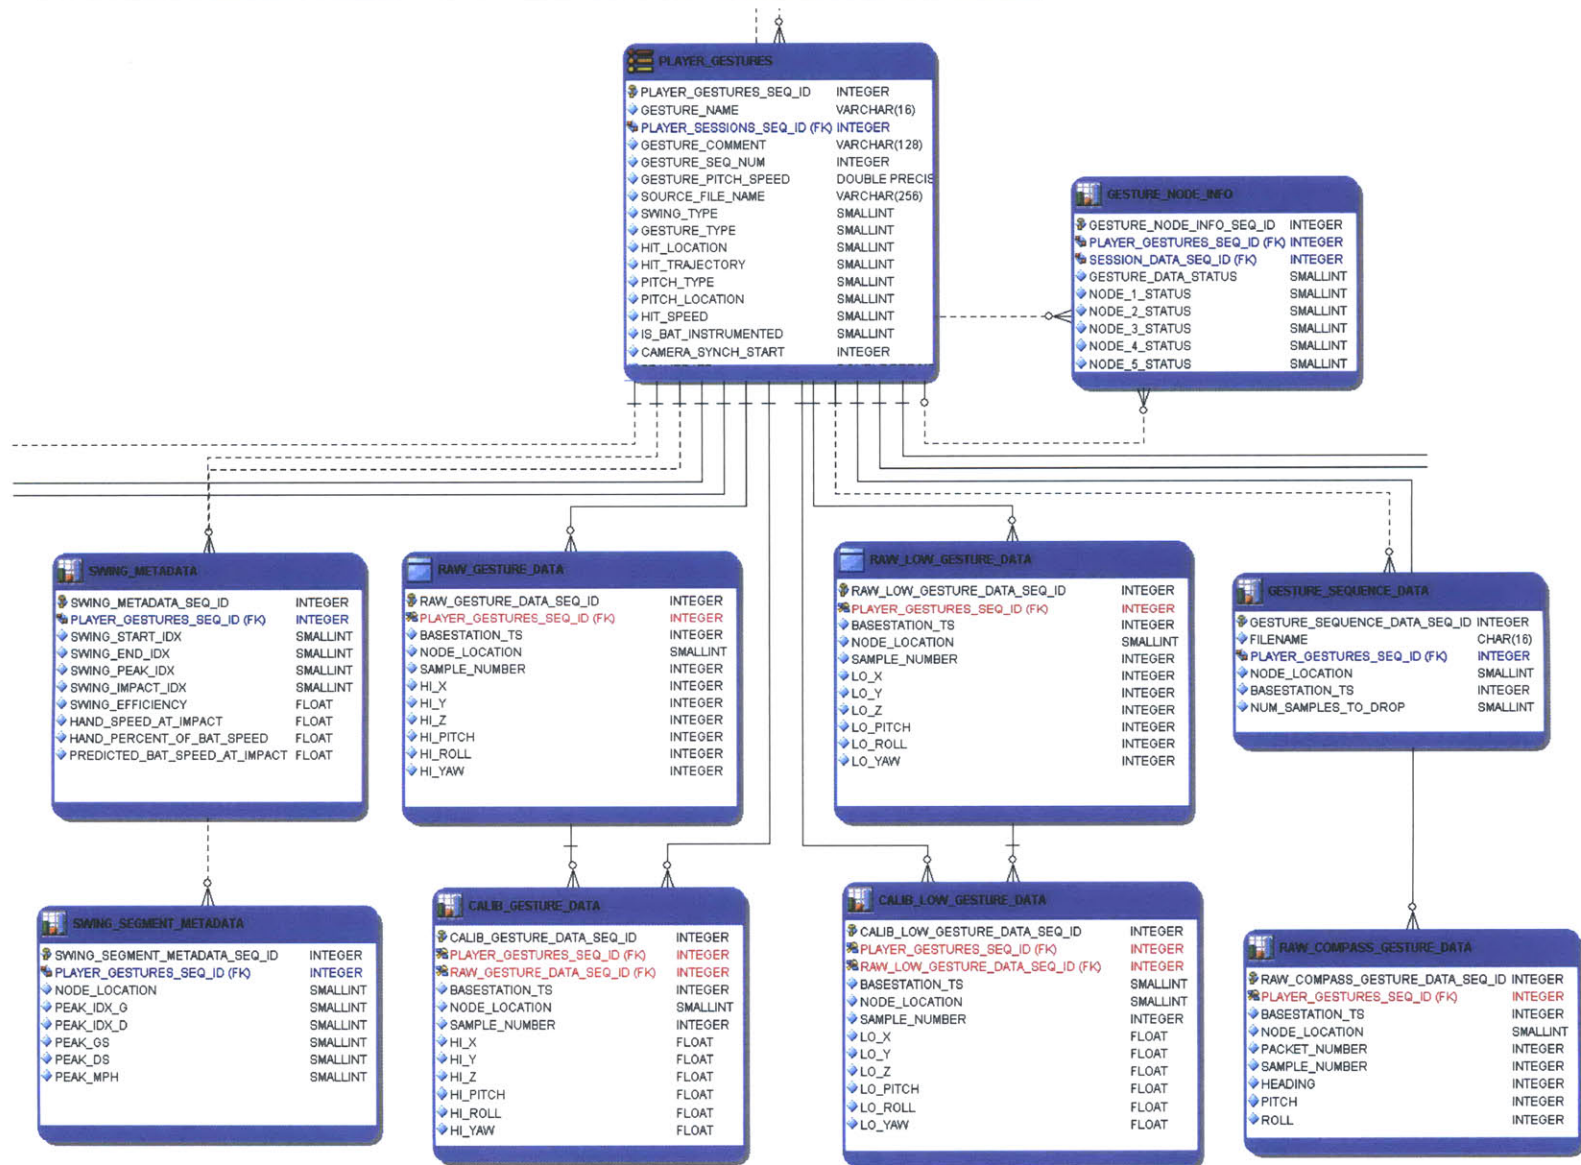 PLAYER_GESTURES
PLAYER_GESTURES_SEQ_ID INTEGER
GESTURE_NAME VARCHAR(16)
PLAYER_SESSIONS_SEQ_ID (FK) INTEGER
GESTURE_COMMENT VARCHAR(128)
GESTURE_SEQ_NUM INTEGER
GESTURE_PITCH_SPEED DOUBLE PRECIS
SOURCE_FILE_NAME VARCHAR(256)
SWING_TYPE SMALLINT
GESTURE_TYPE SMALLINT
HIT_LOCATION SMALLINT
HIT_TRAJECTORY SMALLINT
PITCH_TYPE SMALLINT
PITCH_LOCATION SMALLINT
HIT_SPEED SMALLINT
IS_BAT_INSTRUMENTED SMALLINT
CAMERA_SYNCH_START INTEGER
GESTURE_NODE_INFO
GESTURE_NODE_INFO_SEQ_ID INTEGER
PLAYER_GESTURES_SEQ_ID (FK) INTEGER
SESSION_DATA_SEQ_ID (FK) INTEGER
GESTURE_DATA_STATUS SMALLINT
NODE_1_STATUS SMALLINT
NODE_2_STATUS SMALLINT
NODE_3_STATUS SMALLINT
NODE_4_STATUS SMALLINT
NODE_5_STATUS SMALLINT
SWING_METADATA
SWING_METADATA_SEQ_ID INTEGER
PLAYER_GESTURES_SEQ_ID (FK) INTEGER
SWING_START_IDX SMALLINT
SWING_END_IDX SMALLINT
SWING_PEAK_IDX SMALLINT
SWING_IMPACT_IDX SMALLINT
SWING_EFFICIENCY FLOAT
HAND_SPEED_AT_IMPACT FLOAT
HAND_PERCENT_OF_BAT_SPEED FLOAT
PREDICTED_BAT_SPEED_AT_IMPACT FLOAT
RAW_GESTURE_DATA
RAW_GESTURE_DATA_SEQ_ID INTEGER
PLAYER_GESTURES_SEQ_ID (FK) INTEGER
BASESTATION_TS INTEGER
NODE_LOCATION SMALLINT
SAMPLE_NUMBER INTEGER
HI_X INTEGER
HI_Y INTEGER
HI_Z INTEGER
HI_PITCH INTEGER
HI_ROLL INTEGER
HI_YAW INTEGER
RAW_LOW_GESTURE_DATA
RAW_LOW_GESTURE_DATA_SEQ_ID INTEGER
PLAYER_GESTURES_SEQ_ID (FK) INTEGER
BASESTATION_TS INTEGER
NODE_LOCATION SMALLINT
SAMPLE_NUMBER INTEGER
LO_X INTEGER
LO_Y INTEGER
LO_Z INTEGER
LO_PITCH INTEGER
LO_ROLL INTEGER
LO_YAW INTEGER
GESTURE_SEQUENCE_DATA
GESTURE_SEQUENCE_DATA_SEQ_ID INTEGER
FILENAME CHAR(16)
PLAYER_GESTURES_SEQ_ID (FK) INTEGER
NODE_LOCATION SMALLINT
BASESTATION_TS INTEGER
NUM_SAMPLES_TO_DROP SMALLINT
SWING_SEGMENT_METADATA
SWING_SEGMENT_METADATA_SEQ_ID INTEGER
PLAYER_GESTURES_SEQ_ID (FK) INTEGER
NODE_LOCATION SMALLINT
PEAK_IDX_G SMALLINT
PEAK_IDX_D SMALLINT
PEAK_GS SMALLINT
PEAK_DS SMALLINT
PEAK_MPH SMALLINT
CALIB_GESTURE_DATA
CALIB_GESTURE_DATA_SEQ_ID INTEGER
PLAYER_GESTURES_SEQ_ID (FK) INTEGER
RAW_GESTURE_DATA_SEQ_ID (FK) INTEGER
BASESTATION_TS INTEGER
NODE_LOCATION SMALLINT
SAMPLE_NUMBER INTEGER
HI_X FLOAT
HI_Y FLOAT
HI_Z FLOAT
HI_PITCH FLOAT
HI_ROLL FLOAT
HI_YAW FLOAT
CALIB_LOW_GESTURE_DATA
CALIB_LOW_GESTURE_DATA_SEQ_ID INTEGER
PLAYER_GESTURES_SEQ_ID (FK) INTEGER
RAW_LOW_GESTURE_DATA_SEQ_ID (FK) INTEGER
BASESTATION_TS SMALLINT
NODE_LOCATION SMALLINT
SAMPLE_NUMBER INTEGER
LO_X FLOAT
LO_Y FLOAT
LO_Z FLOAT
LO_PITCH FLOAT
LO_ROLL FLOAT
LO_YAW FLOAT
RAW_COMPASS_GESTURE_DATA
RAW_COMPASS_GESTURE_DATA_SEQ_ID INTEGER
PLAYER_GESTURES_SEQ_ID (FK) INTEGER
BASESTATION_TS INTEGER
NODE_LOCATION SMALLINT
PACKET_NUMBER INTEGER
SAMPLE_NUMBER INTEGER
HEADING INTEGER
PITCH INTEGER
ROLL INTEGER